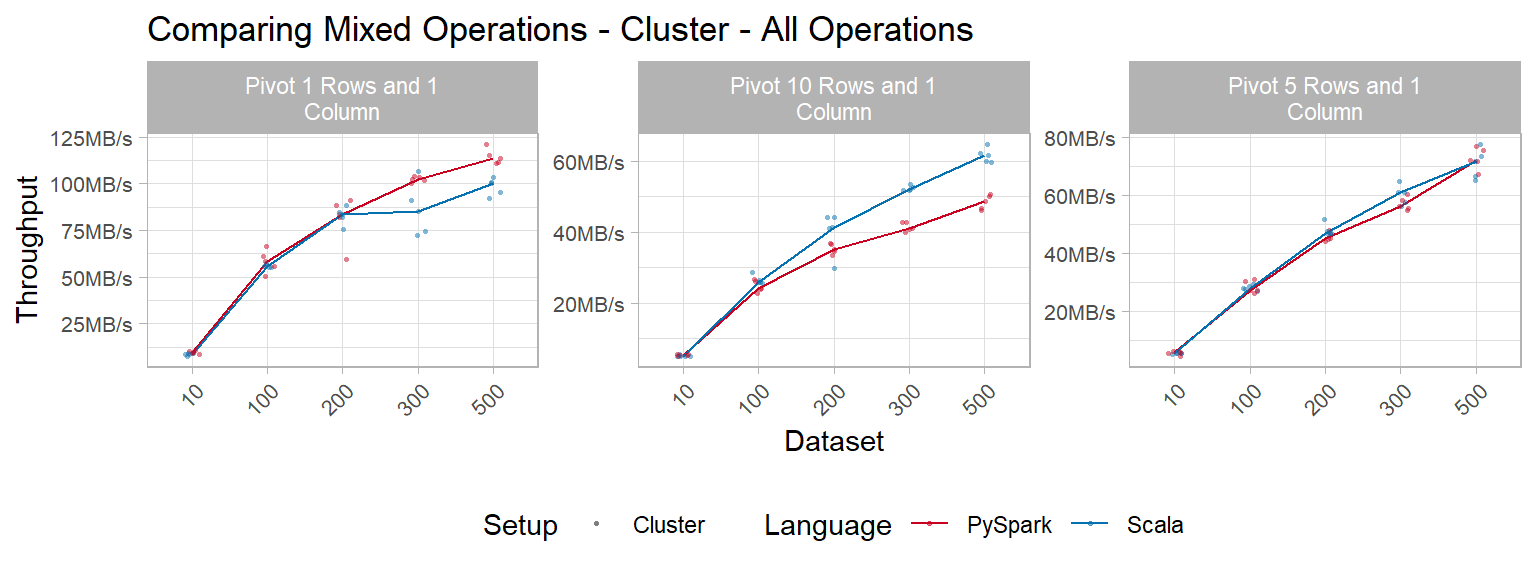 Comparing Mixed Operations - Cluster - All Operations
Pivot 1 Rows and 1
Column
Pivot 10 Rows and 1
Column
Pivot 5 Rows and 1
Column
Throughput
125MB/s
100MB/s
75MB/s
50MB/s
25MB/s
60MB/s
40MB/s
20MB/s
80MB/s
60MB/s
40MB/s
20MB/s
10 100 200 300 500
10 100 200 300 500
10 100 200 300 500
Dataset
Setup Cluster Language PySpark Scala